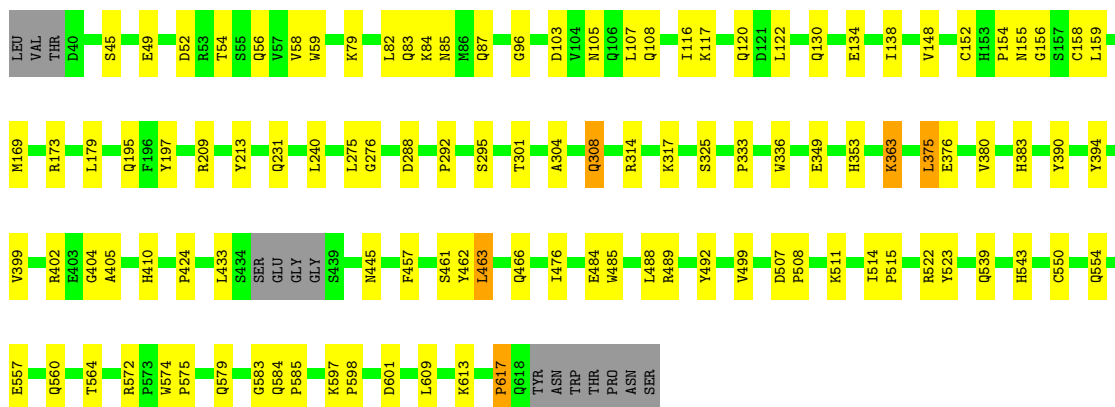 LEU VAL THR D40 S45 E49 D52 R53 T54 S55 Q56 V57 V58 W59 K79 L82 Q83 K84 N85 M86 Q87 G96 D103 V104 N105 Q106 L107 Q108 I116 K117 Q120 D121 L122 Q130 E134 I138 V148 C152 H153 P154 N155 G156 S157 C158 L159
M169 R173 L179 Q195 F196 Y197 R209 Y213 Q231 L240 L275 G276 D288 P292 S295 T301 A304 Q308 R314 K317 S325 P333 W336 E349 H353 K363 L375 E376 V380 H383 Y390 Y394
V399 R402 E403 G404 A405 H410 P424 L433 S434 SER GLU GLY GLY S439 N445 F457 S461 Y462 L463 Q466 I476 E484 W485 L488 R489 Y492 V499 D507 P508 K511 I514 P515 R522 Y523 Q539 H543 C550 Q554
E557 Q560 T564 R572 P573 W574 P575 Q579 G583 Q584 P585 K597 P598 D601 L609 K613 P617 Q618 TYR ASN TRP THR PRO ASN SER